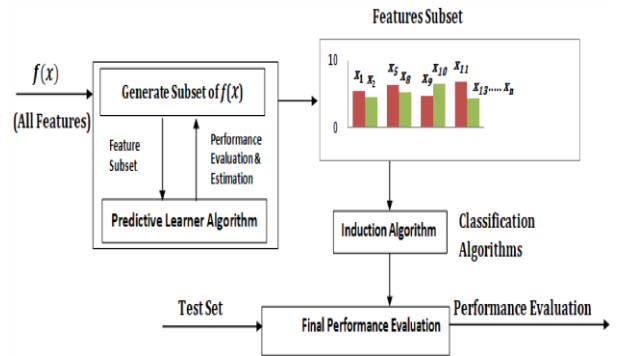 Features Subset
f(x)
(All Features)
Generate Subset of f(x)
Feature
Subset
Performance
Evaluation &
Estimation
Predictive Learner Algorithm
10
0
x1 x2 x5 x8 x9 x10 x11 x13..... xn
Induction Algorithm
Classification
Algorithms
Test Set
Final Performance Evaluation
Performance Evaluation